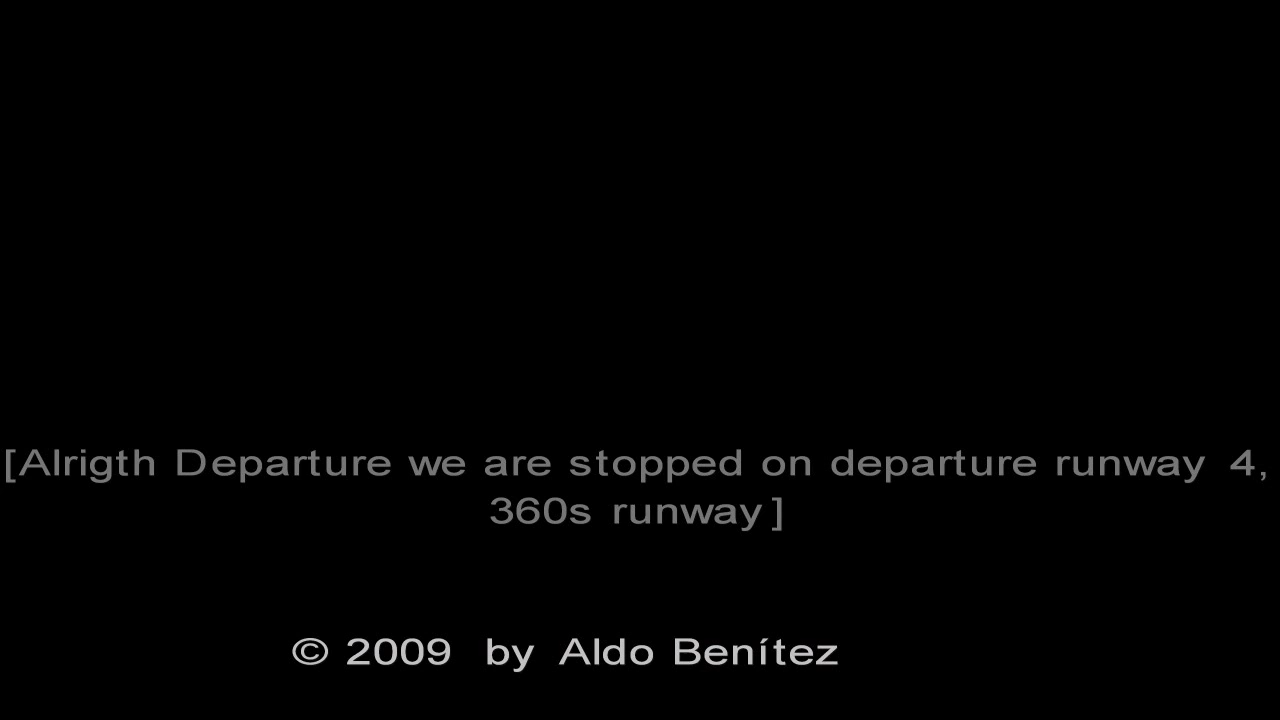 [Alrigth Departure we are stopped on departure runway 4,
360s runway]
© 2009 by Aldo Benítez